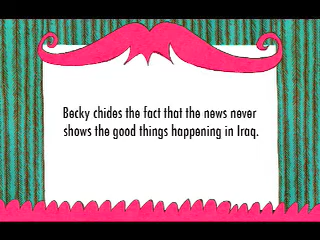 Becky chides the fact that the news never
shows the good things happening in Iraq.